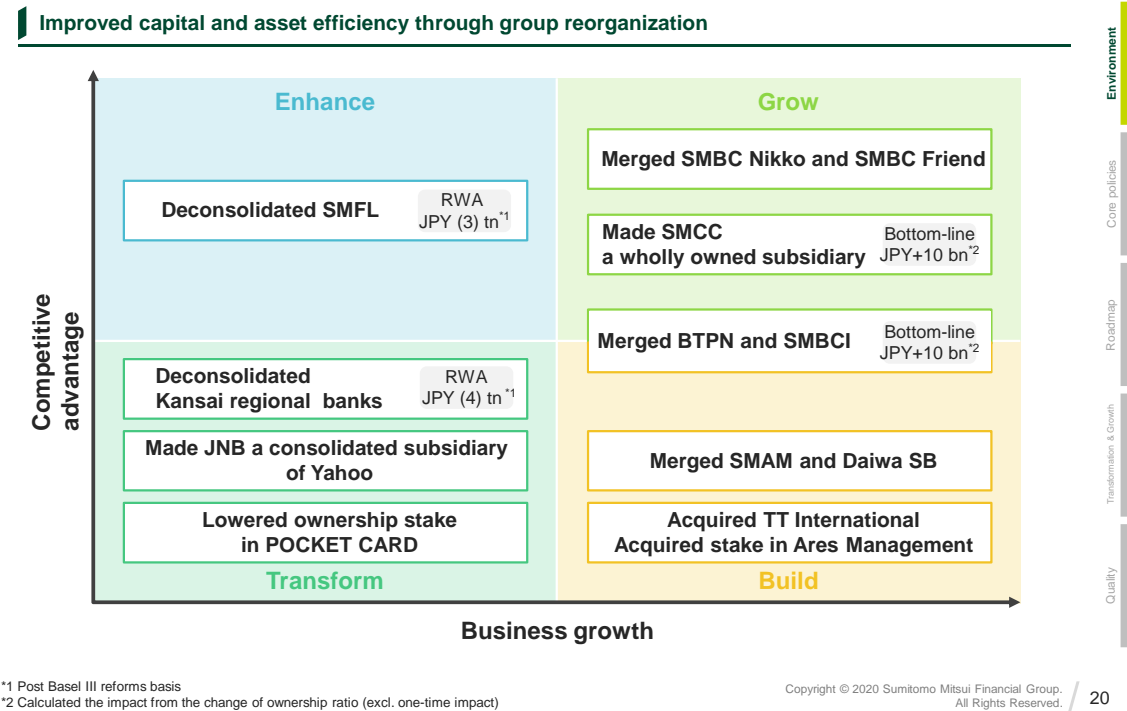 Improved capital and asset efficiency through group reorganization
Environment
Core policies
Roadmap
Transformation & Growth
Quality
Competitive
advantage
Enhance
Deconsolidated SMFL
RWA
JPY (3) tn*1
Grow
Merged SMBC Nikko and SMBC Friend
Made SMCC
a wholly owned subsidiary
Bottom-line
JPY+10 bn*2
Merged BTPN and SMBCI
Bottom-line
JPY+10 bn*2
Deconsolidated
Kansai regional banks
RWA
JPY (4) tn*1
Made JNB a consolidated subsidiary
of Yahoo
Lowered ownership stake
in POCKET CARD
Transform
Merged SMAM and Daiwa SB
Acquired TT International
Acquired stake in Ares Management
Build
Business growth
*1 Post Basel III reforms basis
*2 Calculated the impact from the change of ownership ratio (excl. one-time impact)
Copyright © 2020 Sumitomo Mitsui Financial Group.
All Rights Reserved.
20